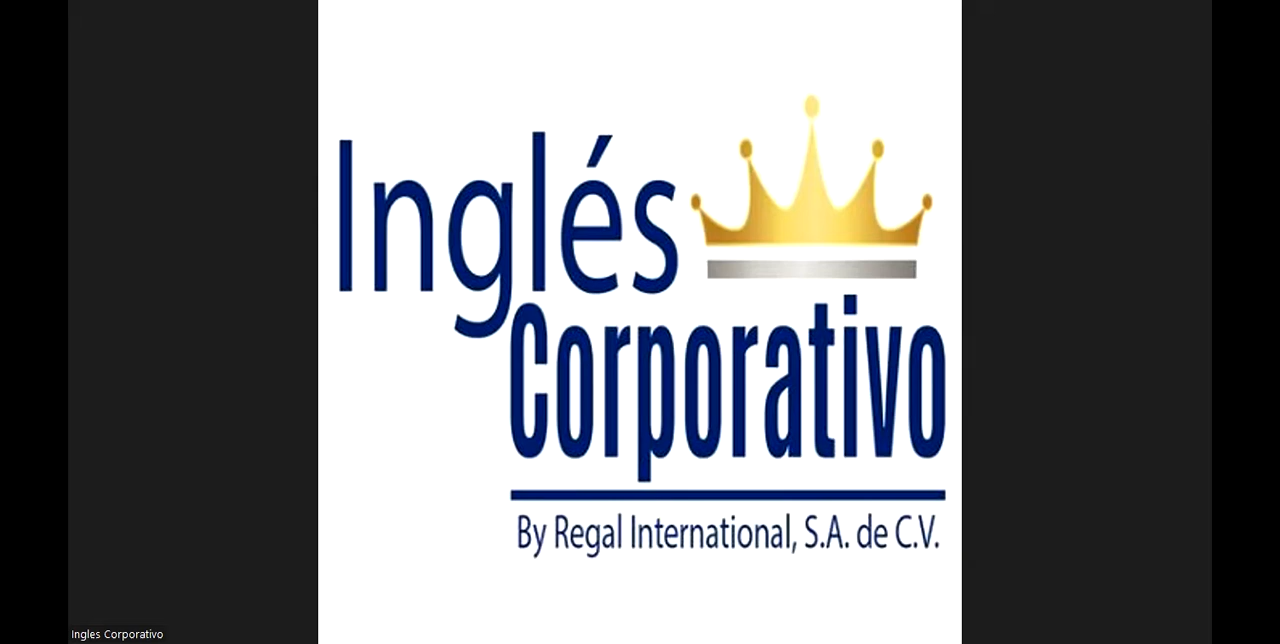 Inglés
Corporativo
By Regal International, S.A. de C.V.
Ingles Corporativo